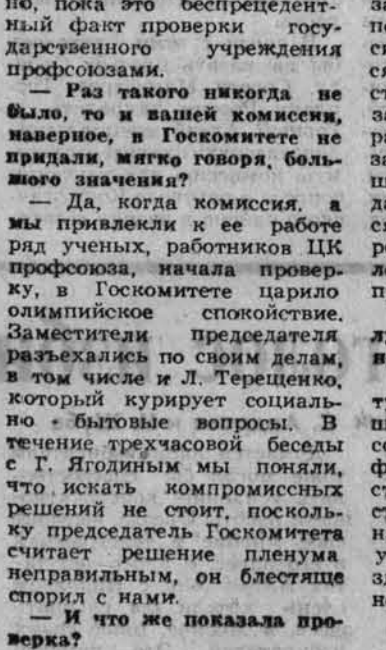 но, пока это беспрецедент-
ный факт проверки госу-
дарственного учреждения
профсоюзами.
— Раз такого никогда не
было, то и вашей комиссии,
наверное, в Госкомитете не
придали, мягко говоря, боль-
шого значения?
— Да, когда комиссия, а
мы привлекли к ее работе
ряд ученых, работников ЦК
профсоюза, начала провер-
ку, в Госкомитете царило
олимпийское спокойствие.
Заместители председателя
разъехались по своим делам,
в том числе и Л. Терещенко,
который курирует социаль-
но - бытовые вопросы. В
течение трехчасовой беседы
с Г. Ягодиным мы поняли,
что искать компромиссных
решений не стоит, посколь-
ку председатель Госкомитета
считает решение пленума
неправильным, он блестяще
спорил с нами.
— И что же показала про-
верка?